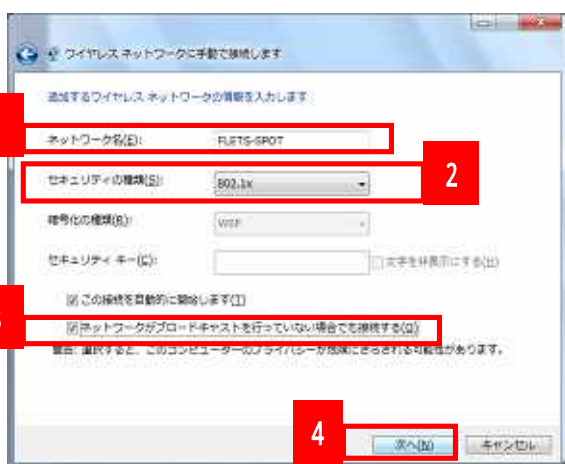 ワイヤレス ネットワークに手動で接続します
追加するワイヤレス ネットワークの情報を入力します
ネットワーク名(E):
FLETS-SPOT
セキュリティの種類(S):
802.1x
2
暗号化の種類(R):
WEP
セキュリティ キー(C):
文字を非表示にする(H)
この接続を自動的に開始します(T)
3
ネットワークがブロードキャストを行っていない場合でも接続する(O)
警告: 選択すると、このコンピューターのプライバシーが危険にさらされる可能性があります。
4
次へ(N)
キャンセル